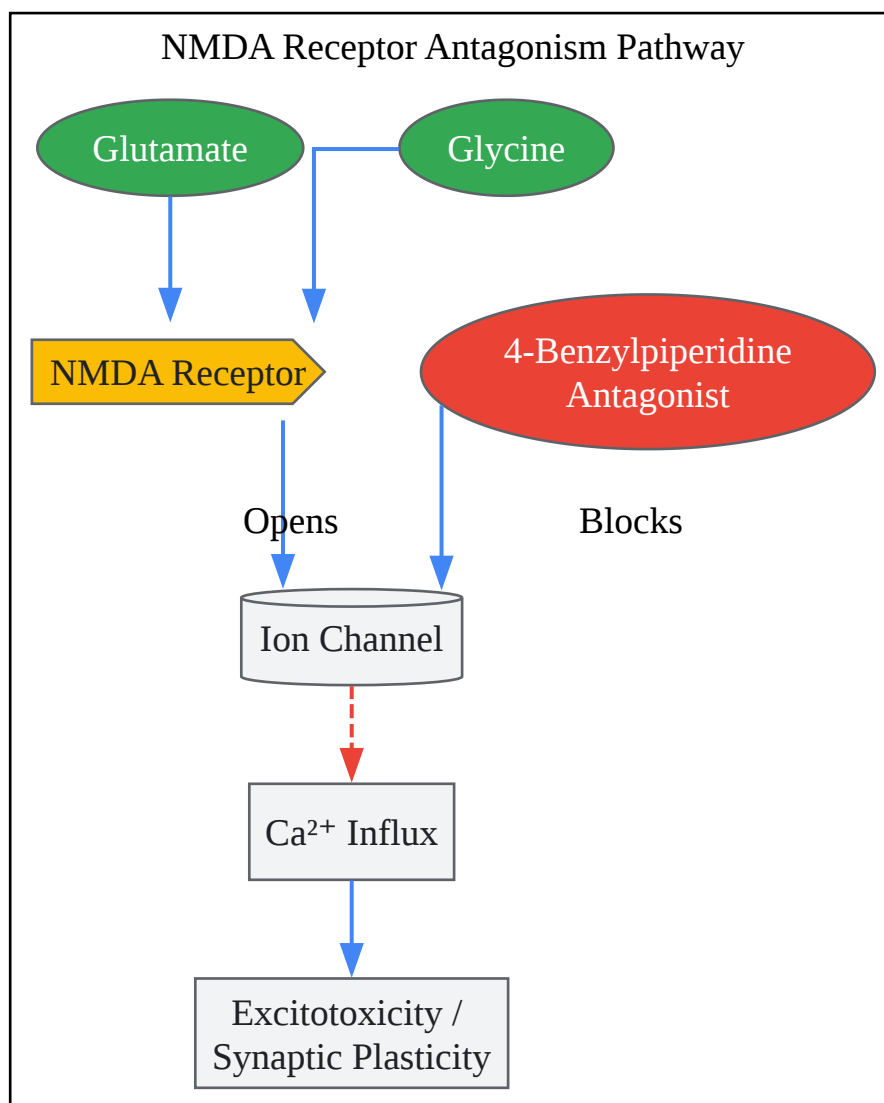 NMDA Receptor Antagonism Pathway
Glutamate
Glycine
NMDA Receptor
4-Benzylpiperidine
Antagonist
Opens
Blocks
Ion Channel
Ca²⁺ Influx
Excitotoxicity /
Synaptic Plasticity